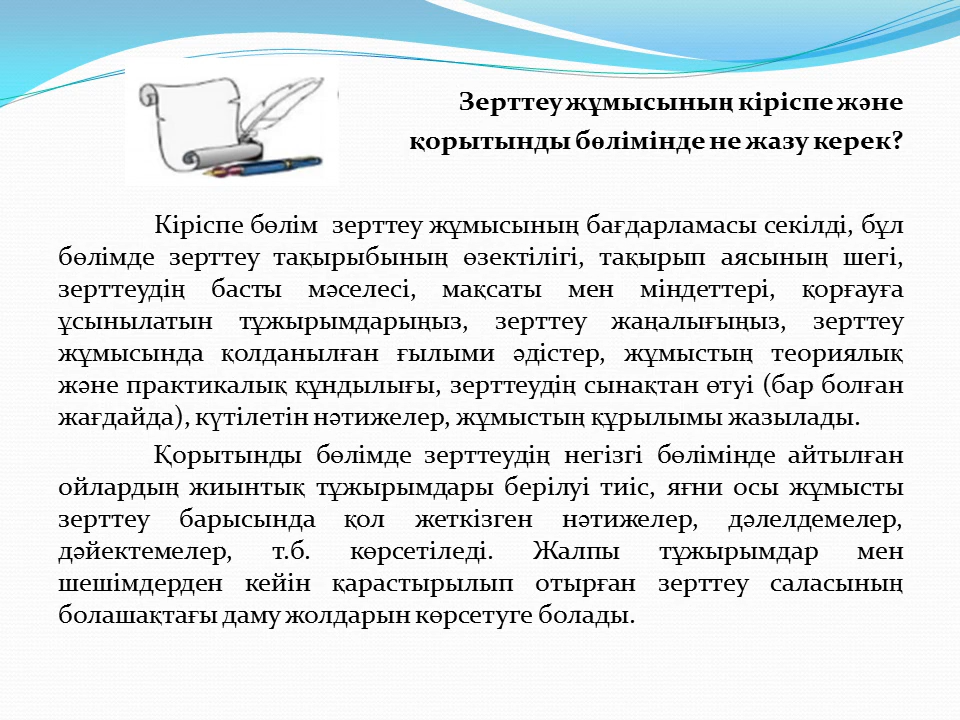 Зерттеу жұмысының кіріспе және
қорытынды бөлімінде не жазу керек?
Кіріспе бөлім зерттеу жұмысының бағдарламасы секілді, бұл
бөлімде зерттеу тақырыбының өзектілігі, тақырып аясының шегі,
зерттеудің басты мәселесі, мақсаты мен міндеттері, қорғауға
ұсынылатын тұжырымдарыңыз, зерттеу жаңалығыңыз, зерттеу
жұмысында қолданылған ғылыми әдістер, жұмыстың теориялық
және практикалық құндылығы, зерттеудің сынақтан өтуі (бар болған
жағдайда), күтілетін нәтижелер, жұмыстың құрылымы жазылады.
Қорытынды бөлімде зерттеудің негізгі бөлімінде айтылған
ойлардың жиынтық тұжырымдары берілуі тиіс, яғни осы жұмысты
зерттеу барысында қол жеткізген нәтижелер, дәлелдемелер,
дәйектемелер, т.б. көрсетіледі. Жалпы тұжырымдар мен
шешімдерден кейін қарастырылып отырған зерттеу саласының
болашақтағы даму жолдарын көрсетуге болады.